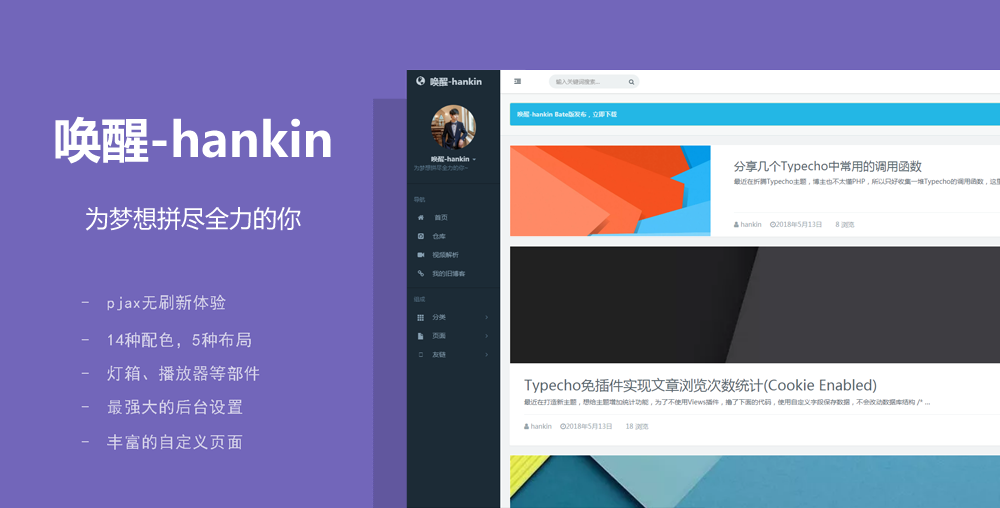 唤醒-hankin
为梦想拼尽全力的你
- pjax无刷新体验
- 14种配色，5种布局
- 灯箱、播放器等部件
- 最强大的后台设置
- 丰富的自定义页面
唤醒-hankin
唤醒-hankin
为梦想拼尽全力的你~
导航
首页
仓库
视频解析
我的旧博客
组成
分类
页面
友链
输入关键词搜索...
唤醒-hankin Bate版发布，立即下载
分享几个Typecho中常用的调用函数
最近在折腾Typecho主题，博主也不太懂PHP，所以只好收集一堆Typecho的调用函数，这里
hankin 2018年5月13日 8 浏览
Typecho免插件实现文章浏览次数统计(Cookie Enabled)
最近在打造新主题，想给主题增加统计功能，为了不使用Views插件，撸了下面的代码，使用自定义字段保存数据，不会改动数据库结构 /* ...
hankin 2018年5月13日 18 浏览